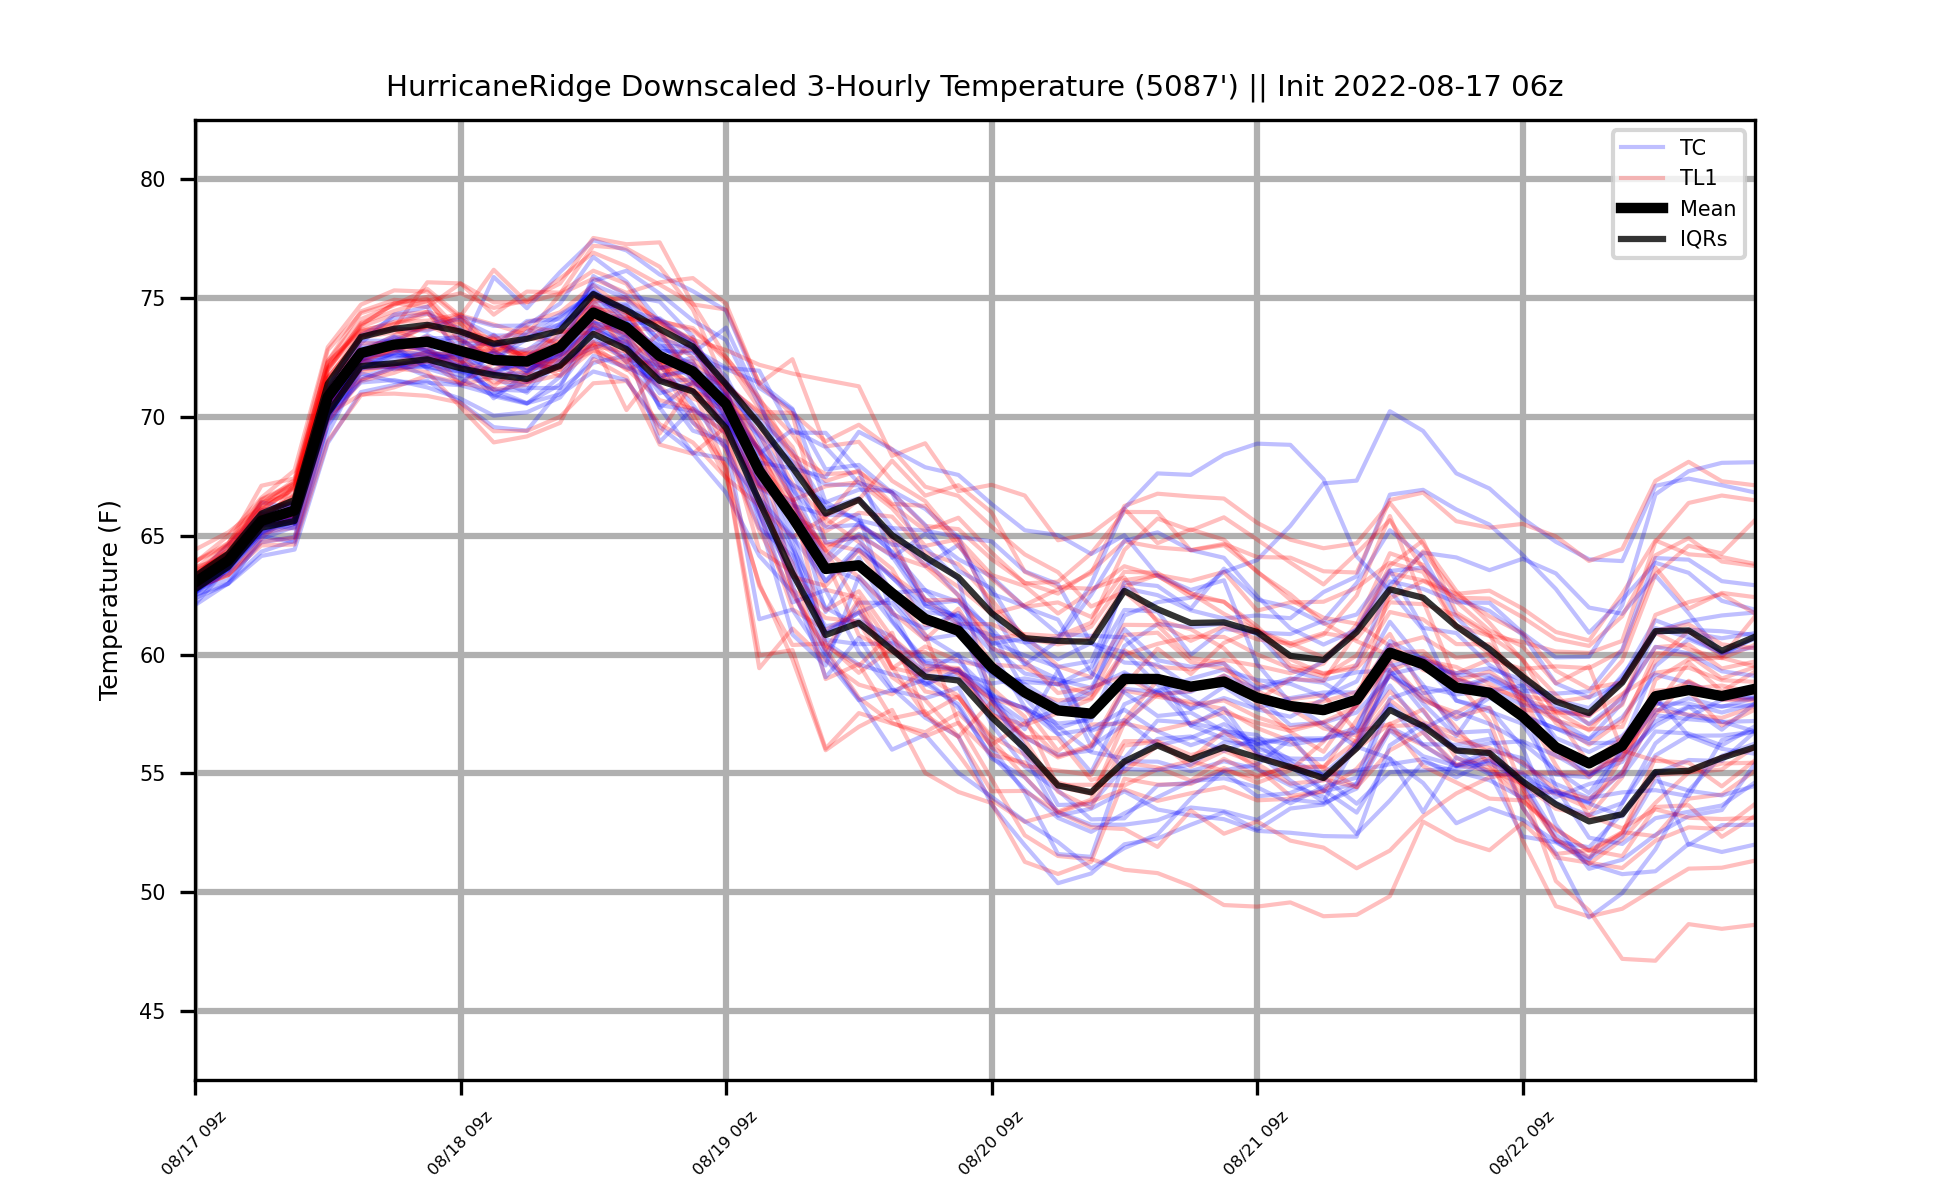 HurricaneRidge Downscaled 3-Hourly Temperature (5087') || Init 2022-08-17 06z
TC
TL1
Mean
IQRs
Temperature (F)
80
75
70
65
60
55
50
45
08/17 09z
08/18 09z
08/19 09z
08/20 09z
08/21 09z
08/22 09z